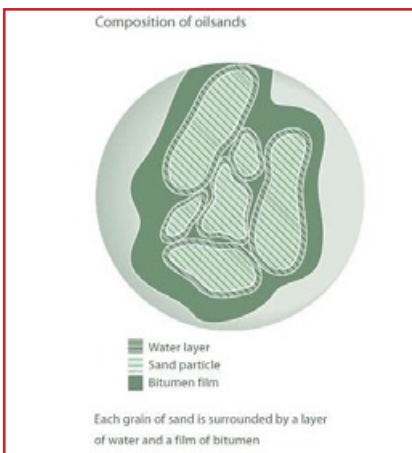 Composition of oilsands
Water layer
Sand particle
Bitumen film
Each grain of sand is surrounded by a layer
of water and a film of bitumen